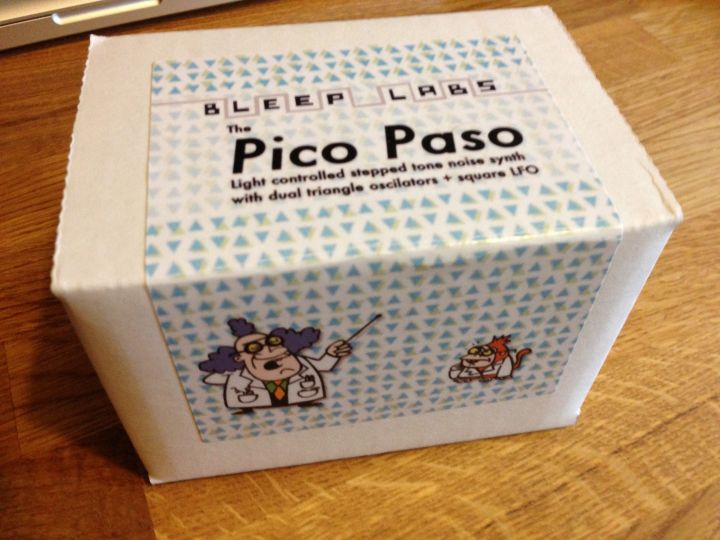 BLEEP LABS
The
Pico Paso
Light controlled stepped tone noise synth
with dual triangle oscilators + square LFO